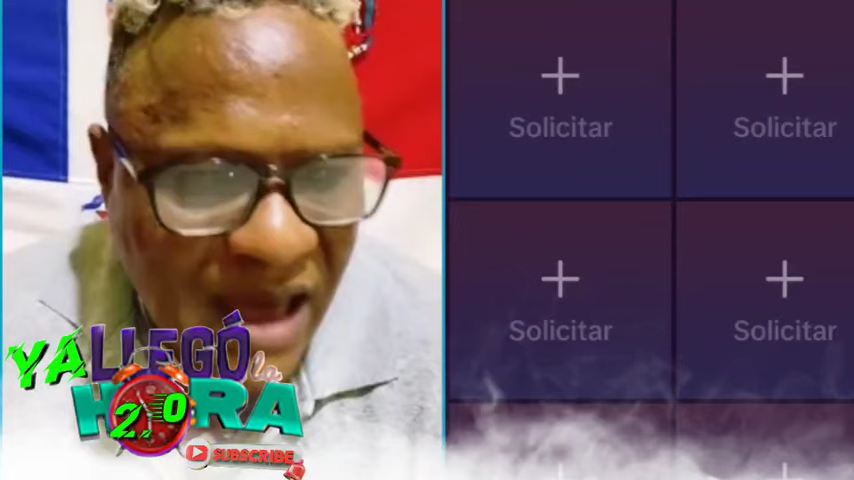 Solicitar Solicitar
Solicitar Solicitar
YA LLEGÓ la
HORA
2.0
SUBSCRIBE